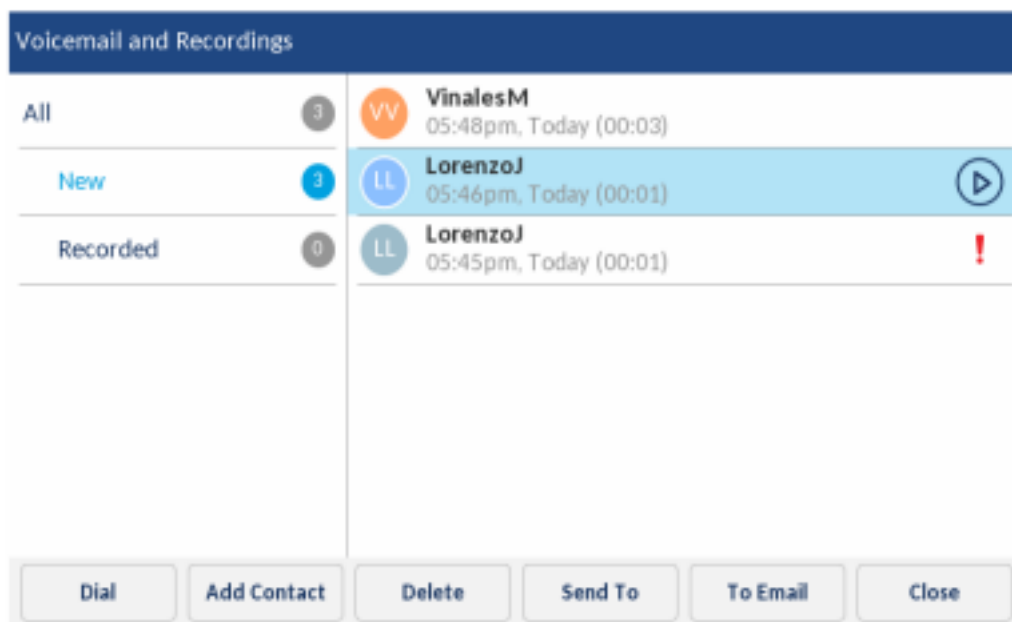 Voicemail and Recordings
All 3
New 3
Recorded 0
VV VinalesM
05:48pm, Today (00:03)
LL LorenzoJ
05:46pm, Today (00:01)
LL LorenzoJ
05:45pm, Today (00:01) !
Dial Add Contact Delete Send To To Email Close